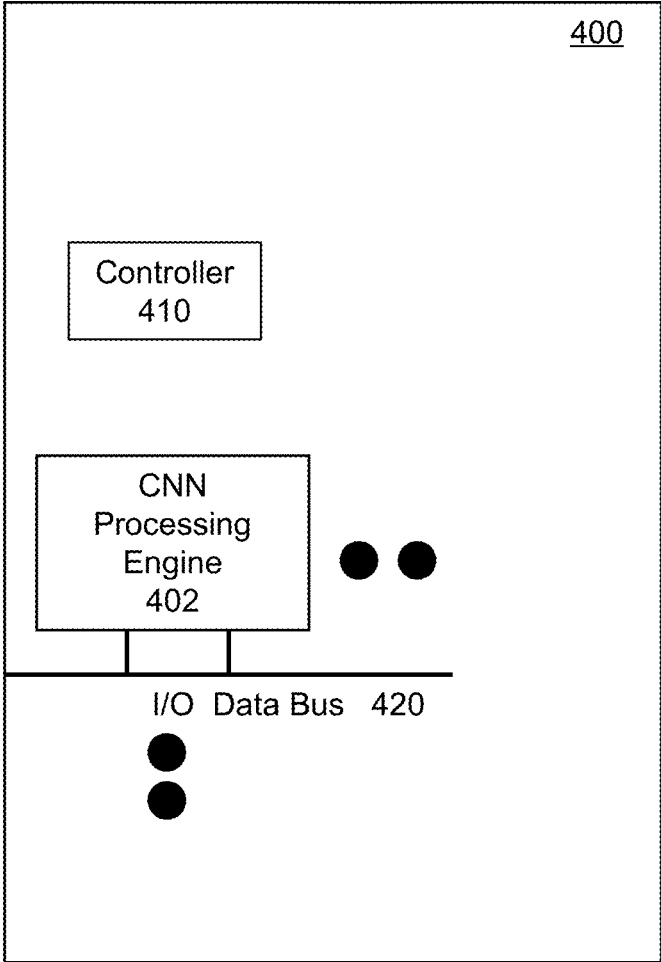 400
Controller
410
CNN
Processing
Engine
402
I/O Data Bus 420